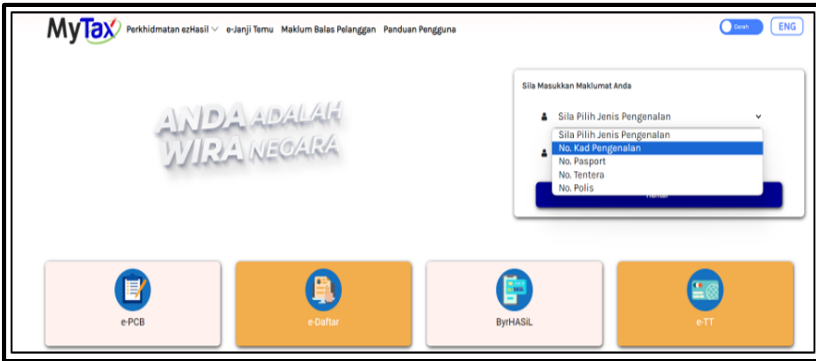 MyTax Perkhidmatan ezHasil e-Janji Temu Maklum Balas Pelanggan Panduan Pengguna Cerah ENG
ANDA ADALAH
WIRA NEGARA
Sila Masukkan Maklumat Anda
Sila Pilih Jenis Pengenalan
Sila Pilih Jenis Pengenalan
No. Kad Pengenalan
No. Pasport
No. Tentera
No. Polis
e-PCB e-Daftar ByrHASiL e-TT